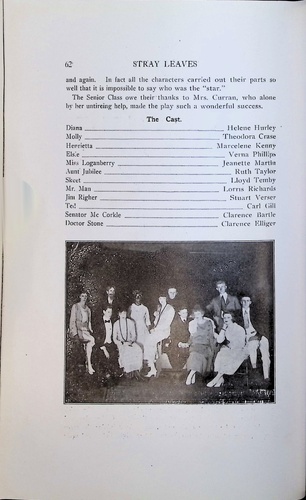 62 STRAY LEAVES
and again. In fact all the characters carried out their parts so
well that it is impossible to say who was the "star."
The Senior Class owe their thanks to Mrs. Curran, who alone
by her untiring help, made the play such a wonderful success.
The Cast.
Diana Helene Hurley
Molly Theodora Crase
Herrietta Marcelene Kenny
Elsie Verna Phillips
Miss Loganberry Jeanette Martin
Aunt Jubilee Ruth Taylor
Skeet Lloyd Temby
Mr. Man Lorris Richards
Jim Righer Stuart Verser
Ted Carl Gill
Senator Mc Corkle Clarence Bartle
Doctor Stone Clarence Elliger